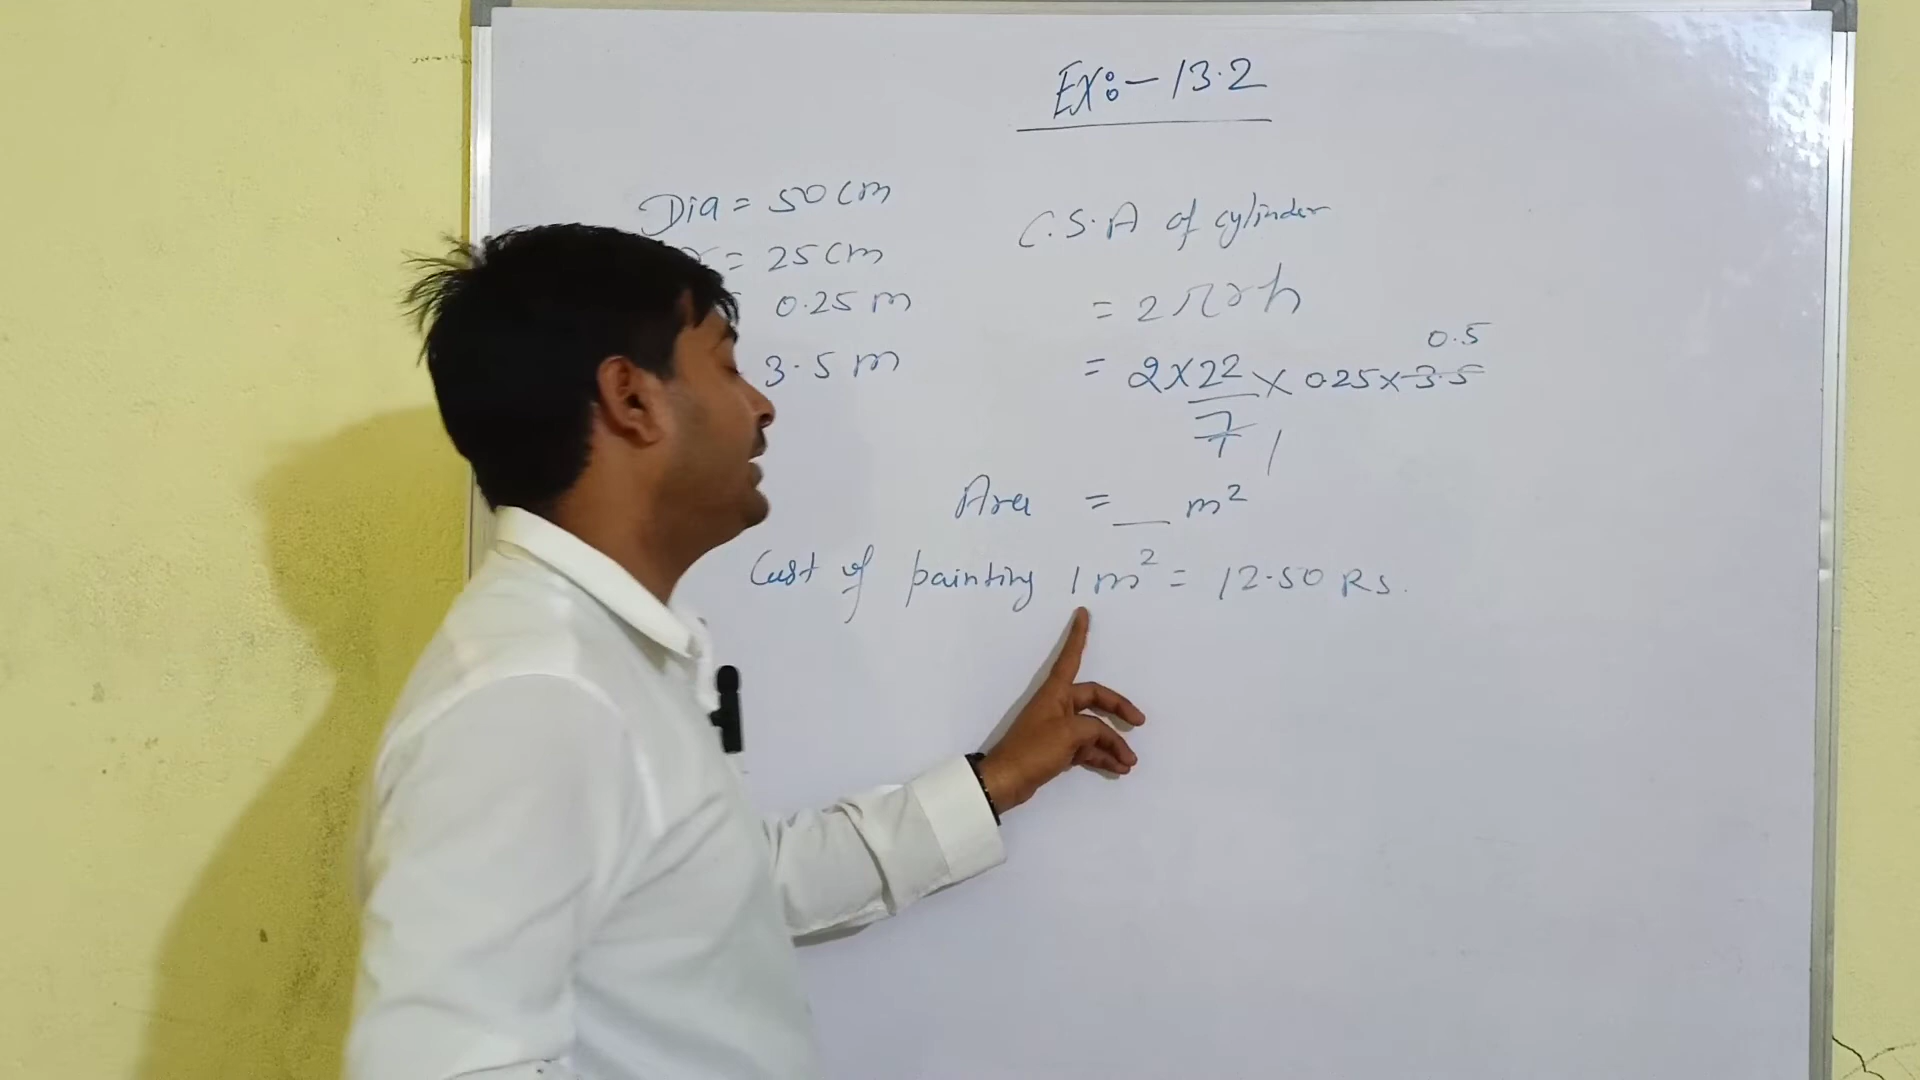 Ex:- 13.2
Dia = 50 cm
r = 25 cm
= 0.25 m
3.5 m
C.S.A of cylinder
= 2πrh
0.5
= 2 × 22/7 × 0.25 × 3.5
1
Area = __ m²
Cost of painting 1 m² = 12.50 Rs.